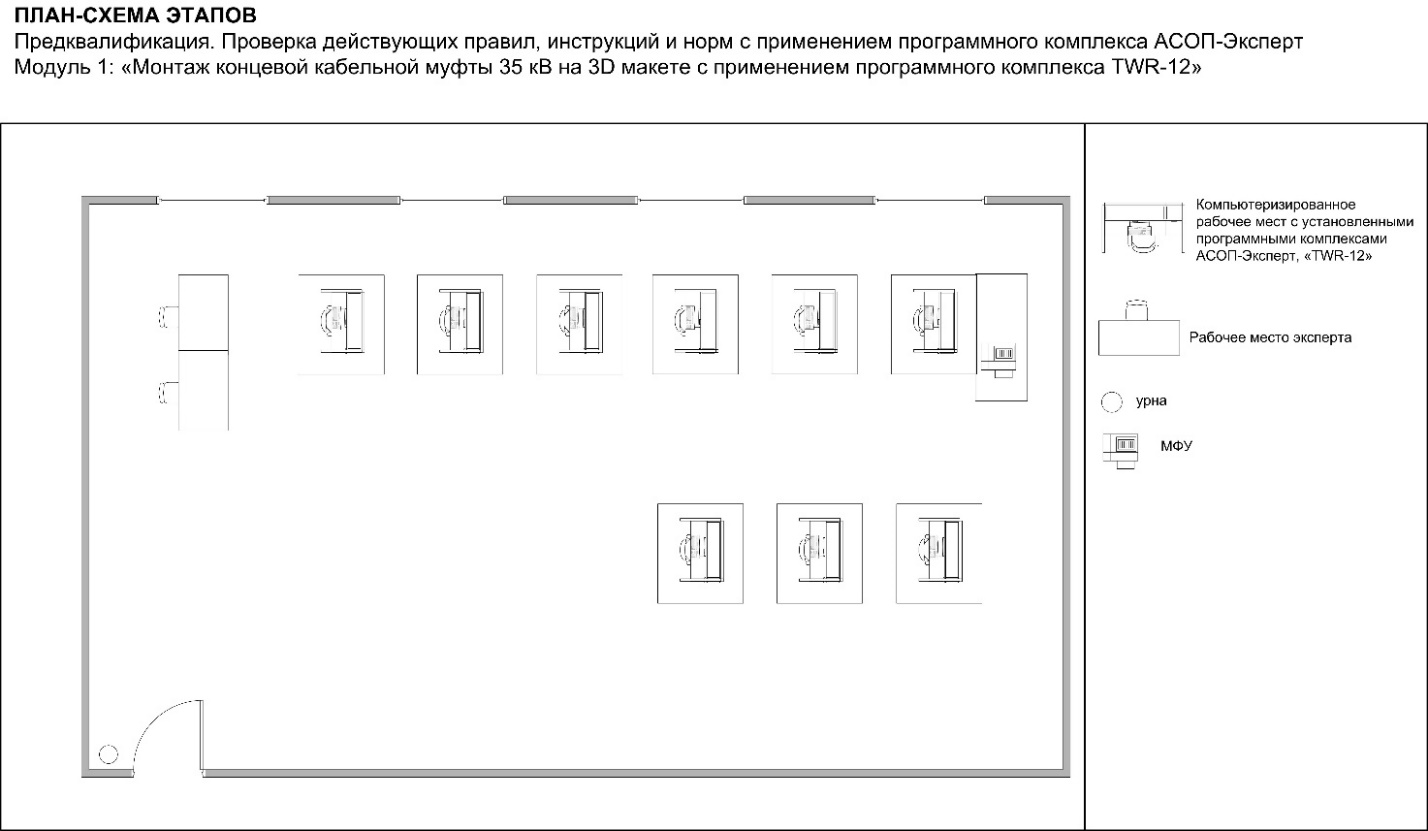 ПЛАН-СХЕМА ЭТАПОВ
Предквалификация. Проверка действующих правил, инструкций и норм с применением программного комплекса АСОП-Эксперт
Модуль 1: «Монтаж концевой кабельной муфты 35 кВ на 3D макете с применением программного комплекса TWR-12»
Компьютеризированное
рабочее мест с установленными
программными комплексами
АСОП-Эксперт, «TWR-12»
Рабочее место эксперта
урна
МФУ